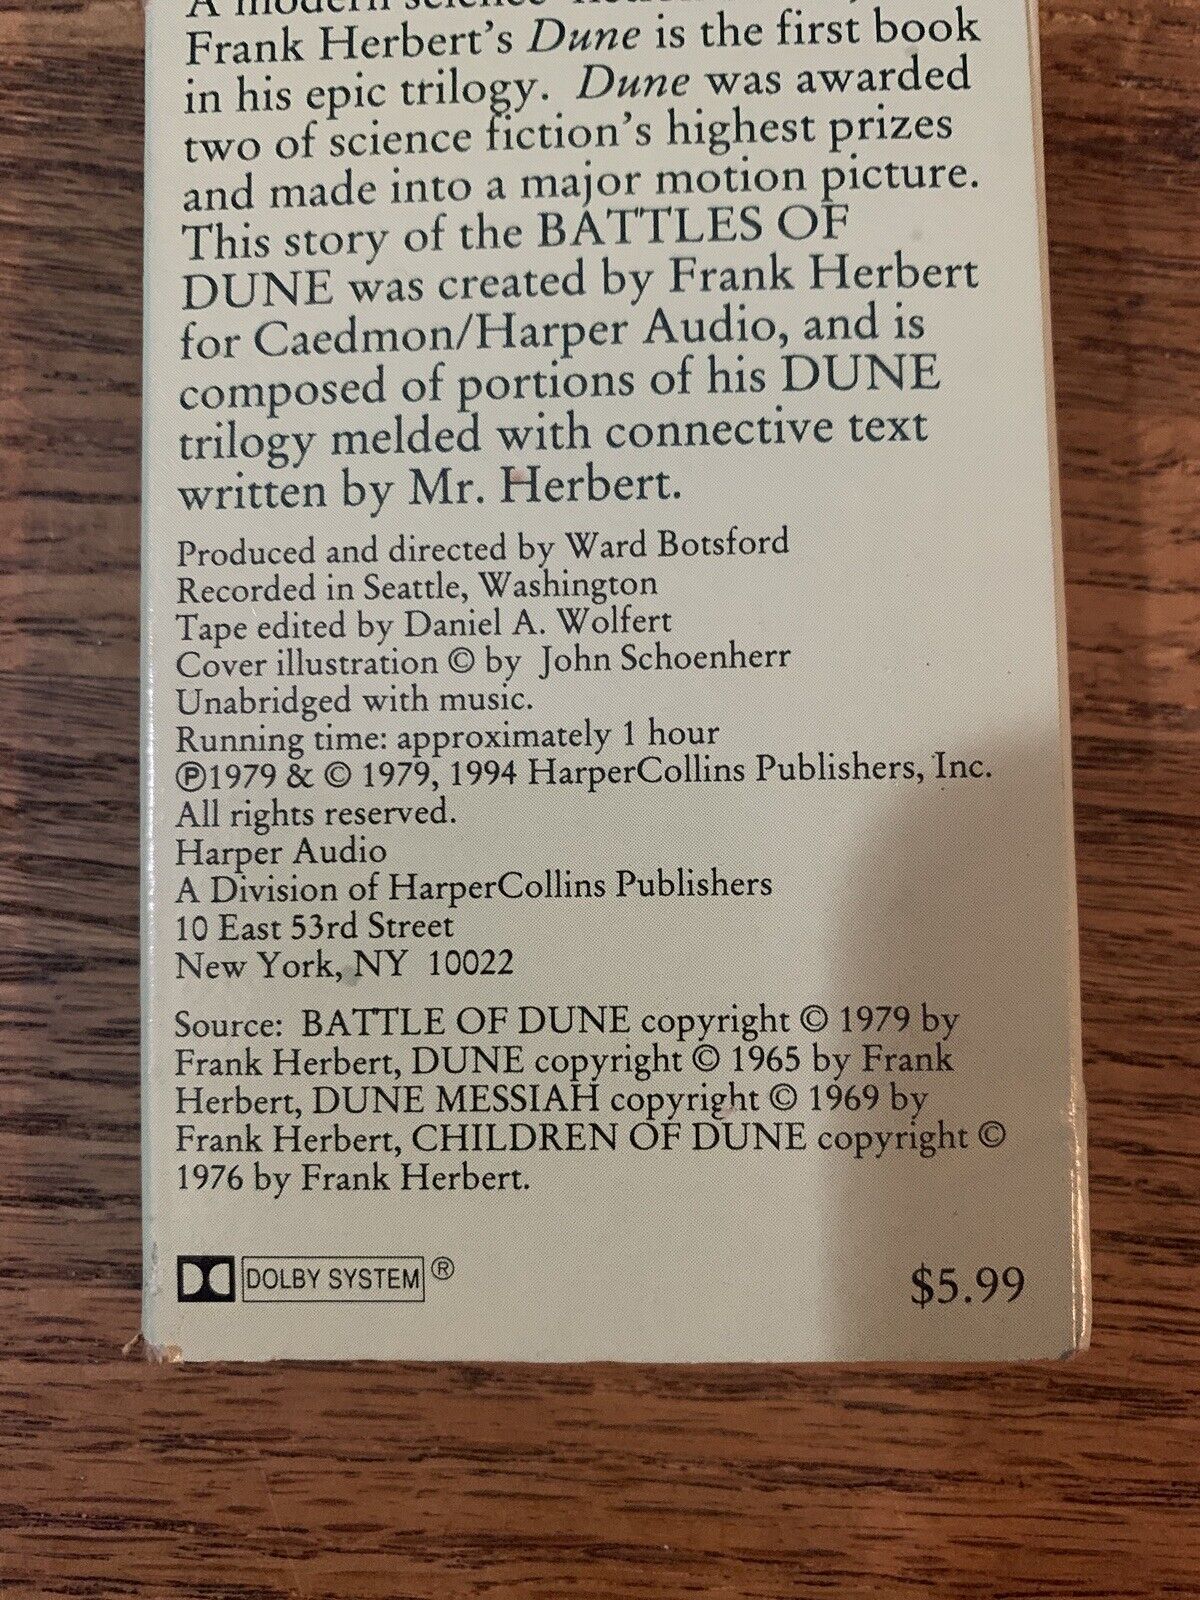 A modern science
Frank Herbert's Dune is the first book
in his epic trilogy. Dune was awarded
two of science fiction's highest prizes
and made into a major motion picture.
This story of the BATTLES OF
DUNE was created by Frank Herbert
for Caedmon/Harper Audio, and is
composed of portions of his DUNE
trilogy melded with connective text
written by Mr. Herbert.
Produced and directed by Ward Botsford
Recorded in Seattle, Washington
Tape edited by Daniel A. Wolfert
Cover illustration © by John Schoenherr
Unabridged with music.
Running time: approximately 1 hour
℗1979 & © 1979, 1994 HarperCollins Publishers, Inc.
All rights reserved.
Harper Audio
A Division of HarperCollins Publishers
10 East 53rd Street
New York, NY 10022
Source: BATTLE OF DUNE copyright © 1979 by
Frank Herbert, DUNE copyright © 1965 by Frank
Herbert, DUNE MESSIAH copyright © 1969 by
Frank Herbert, CHILDREN OF DUNE copyright ©
1976 by Frank Herbert.
DOLBY SYSTEM ®
$5.99